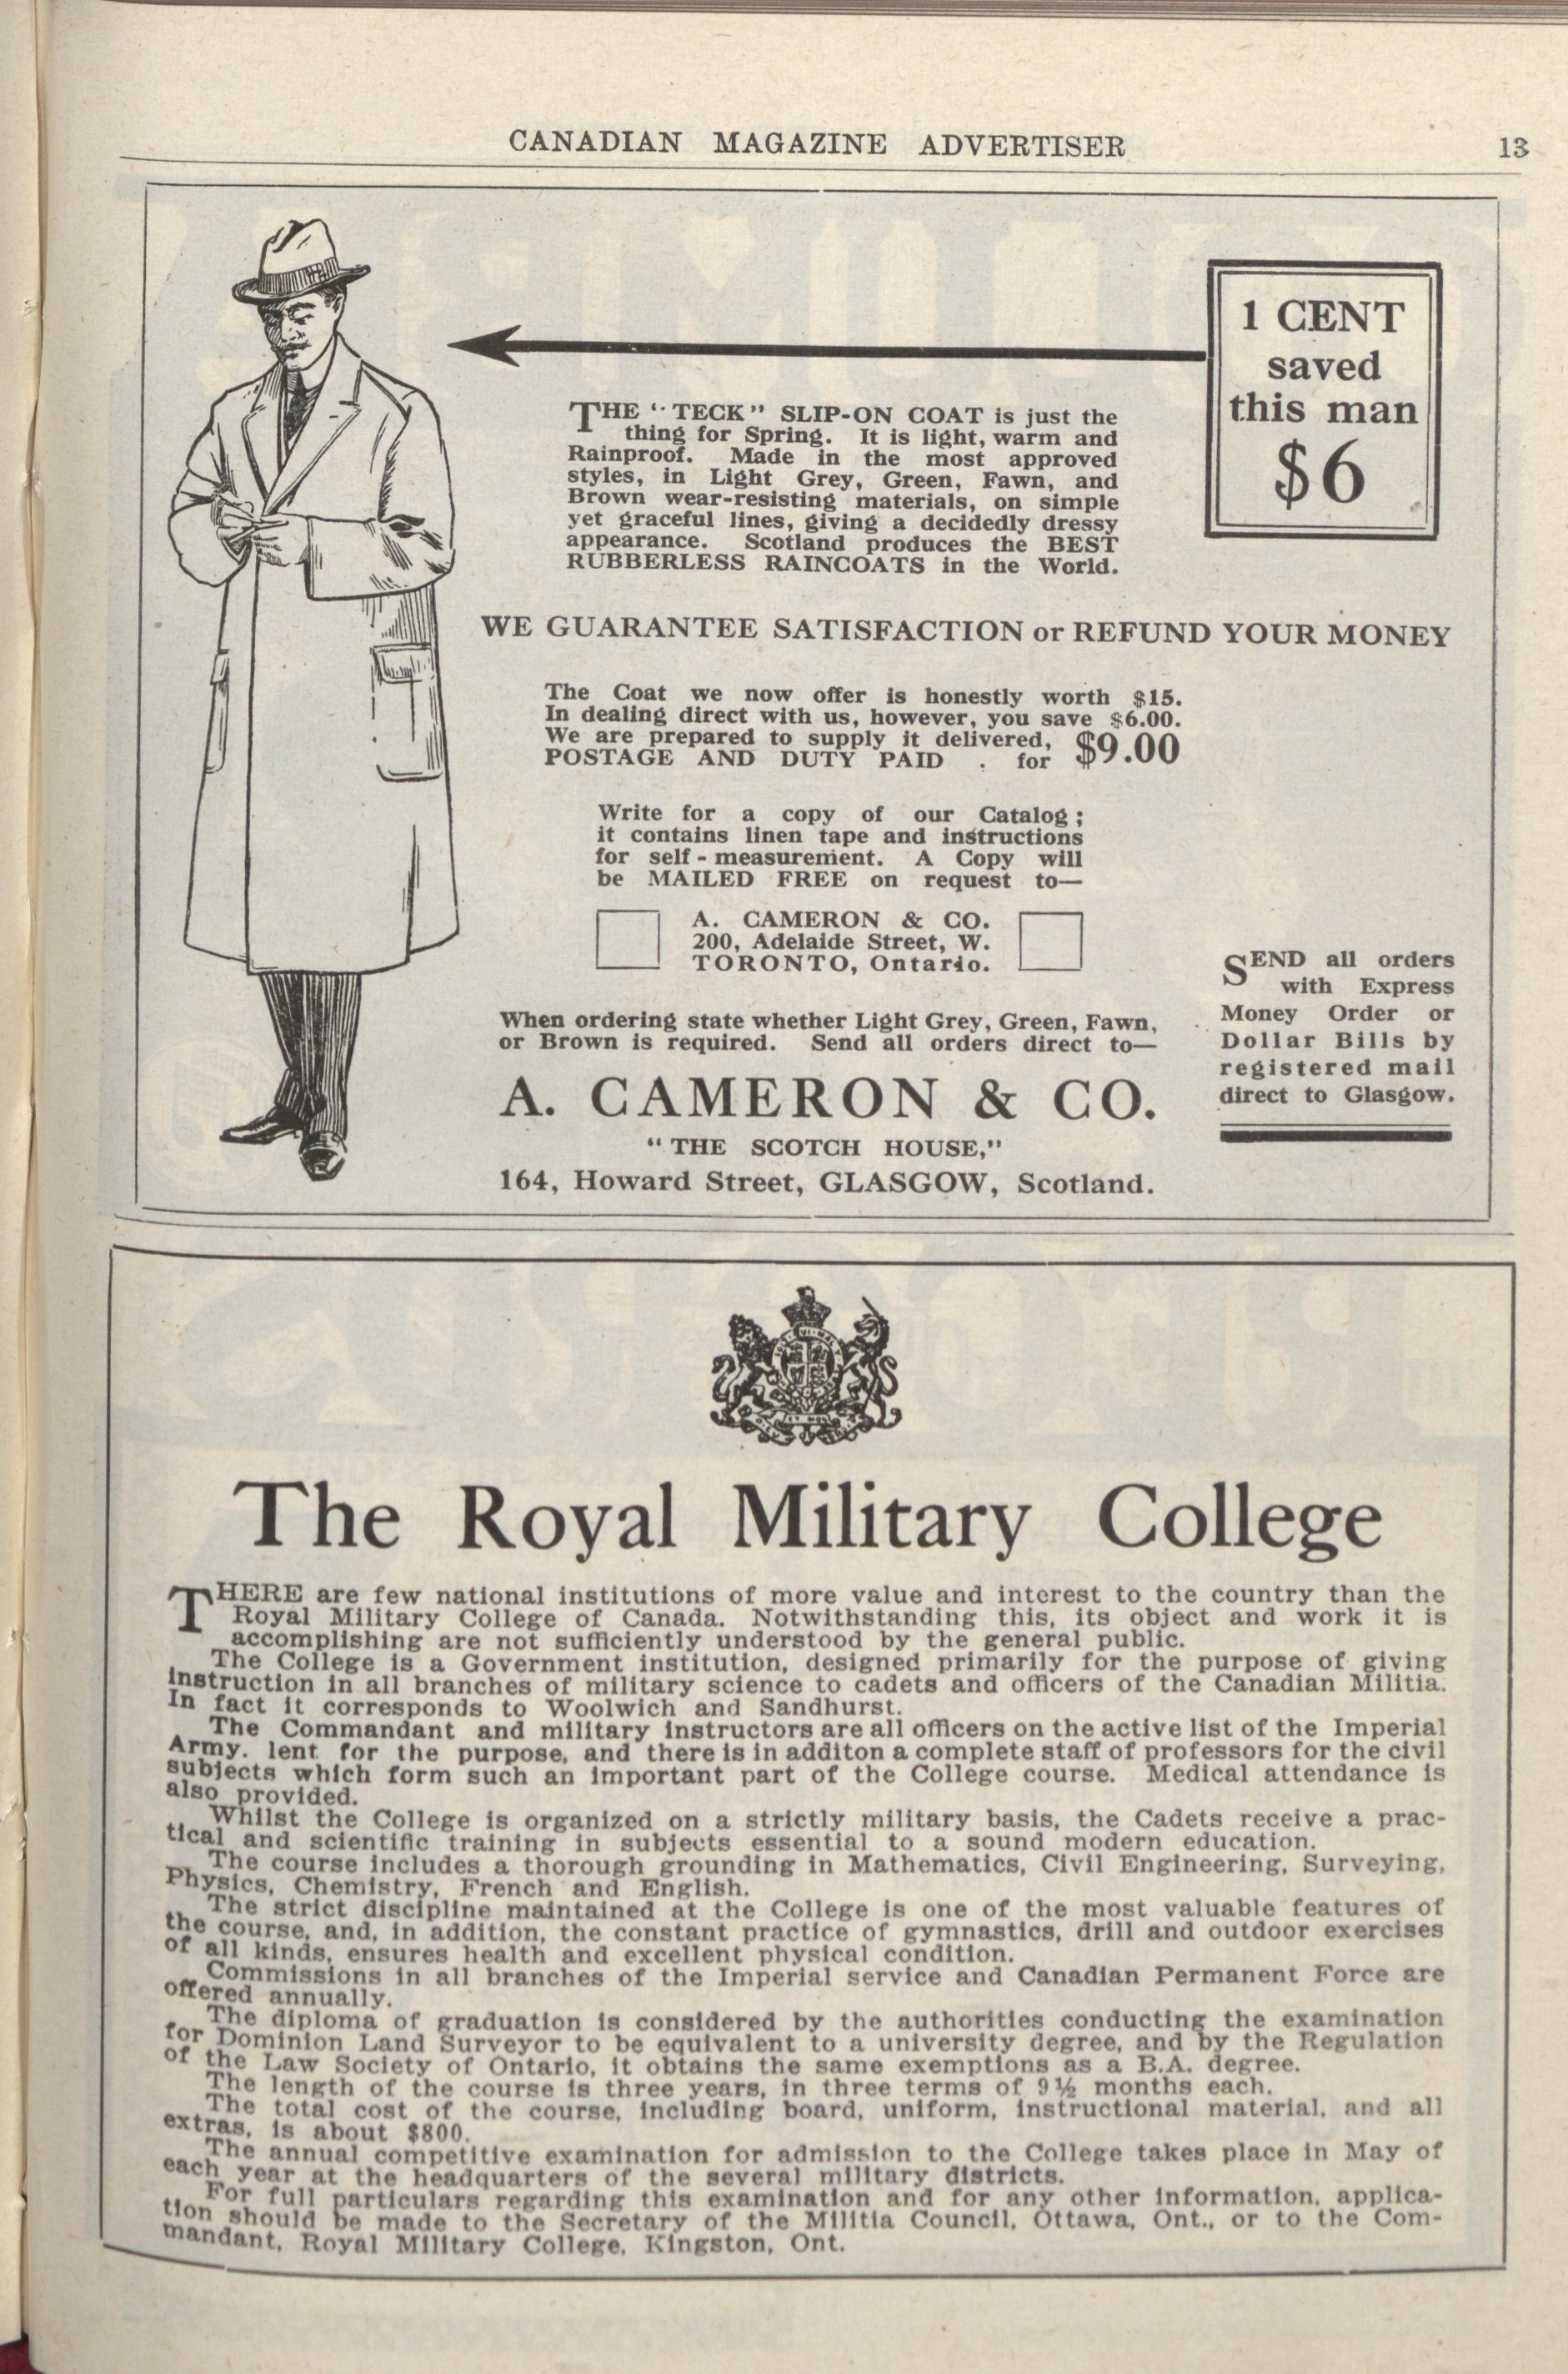 CANADIAN MAGAZINE ADVERTISER 13
1 CENT
saved
this man
$6
THE "TECK" SLIP-ON COAT is just the
thing for Spring. It is light, warm and
Rainproof. Made in the most approved
styles, in Light Grey, Green, Fawn, and
Brown wear-resisting materials, on simple
yet graceful lines, giving a decidedly dressy
appearance. Scotland produces the BEST
RUBBERLESS RAINCOATS in the World.
WE GUARANTEE SATISFACTION or REFUND YOUR MONEY
The Coat we now offer is honestly worth $15.
In dealing direct with us, however, you save $6.00.
We are prepared to supply it delivered,
POSTAGE AND DUTY PAID . for $9.00
Write for a copy of our Catalog;
it contains linen tape and instructions
for self-measurement. A Copy will
be MAILED FREE on request to—
A. CAMERON & CO.
200, Adelaide Street, W.
TORONTO, Ontario.
When ordering state whether Light Grey, Green, Fawn,
or Brown is required. Send all orders direct to—
A. CAMERON & CO.
"THE SCOTCH HOUSE,"
164, Howard Street, GLASGOW, Scotland.
SEND all orders
with Express
Money Order or
Dollar Bills by
registered mail
direct to Glasgow.
The Royal Military College
THERE are few national institutions of more value and interest to the country than the
Royal Military College of Canada. Notwithstanding this, its object and work it is
accomplishing are not sufficiently understood by the general public.
The College is a Government institution, designed primarily for the purpose of giving
instruction in all branches of military science to cadets and officers of the Canadian Militia.
In fact it corresponds to Woolwich and Sandhurst.
The Commandant and military instructors are all officers on the active list of the Imperial
Army, lent for the purpose, and there is in additon a complete staff of professors for the civil
subjects which form such an important part of the College course. Medical attendance is
also provided.
Whilst the College is organized on a strictly military basis, the Cadets receive a prac-
tical and scientific training in subjects essential to a sound modern education.
The course includes a thorough grounding in Mathematics, Civil Engineering, Surveying,
Physics, Chemistry, French and English.
The strict discipline maintained at the College is one of the most valuable features of
the course, and, in addition, the constant practice of gymnastics, drill and outdoor exercises
of all kinds, ensures health and excellent physical condition.
Commissions in all branches of the Imperial service and Canadian Permanent Force are
offered annually.
The diploma of graduation is considered by the authorities conducting the examination
for Dominion Land Surveyor to be equivalent to a university degree, and by the Regulation
of the Law Society of Ontario, it obtains the same exemptions as a B.A. degree.
The length of the course is three years, in three terms of 9½ months each.
The total cost of the course, including board, uniform, instructional material, and all
extras, is about $800.
The annual competitive examination for admission to the College takes place in May of
each year at the headquarters of the several military districts.
For full particulars regarding this examination and for any other information, applica-
tion should be made to the Secretary of the Militia Council, Ottawa, Ont., or to the Com-
mandant, Royal Military College, Kingston, Ont.